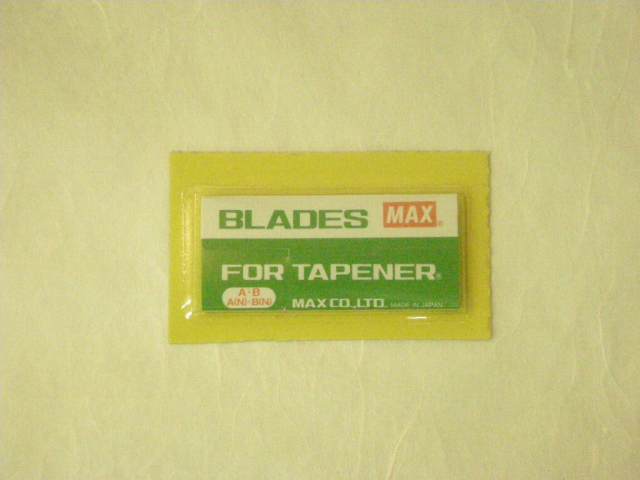 BLADES MAX®
FOR TAPENER®
A·B
A(N)·B(N)
MAX CO., LTD. MADE IN JAPAN